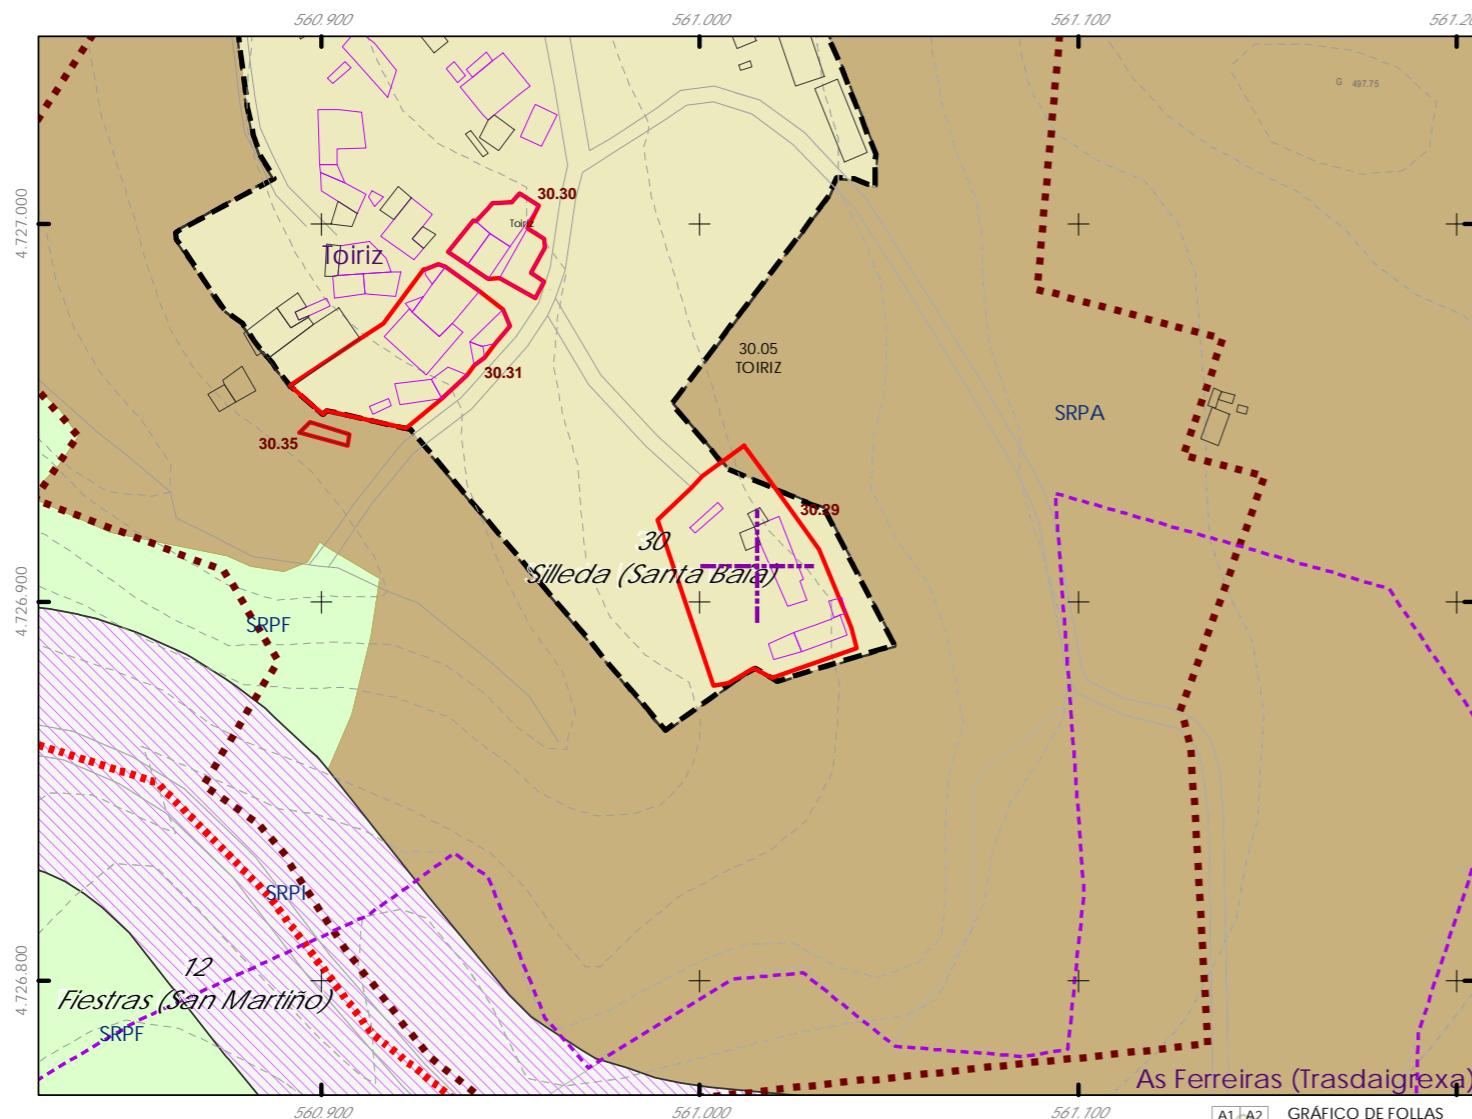 560.900
561.000
561.100
561.20
G 497.75
30.30
4.727.000
Toiriz
Toiriz
30.05
TOIRIZ
30.31
SRPA
30.35
30.29
30
Silleda (Santa Baia)
4.726.900
SRPF
SRPI
12
Fiestras (San Martiño)
4.726.800
SRPF
As Ferreiras (Trasdaigrexa)
560.900
561.000
561.100
A1 A2 GRÁFICO DE FOLLAS